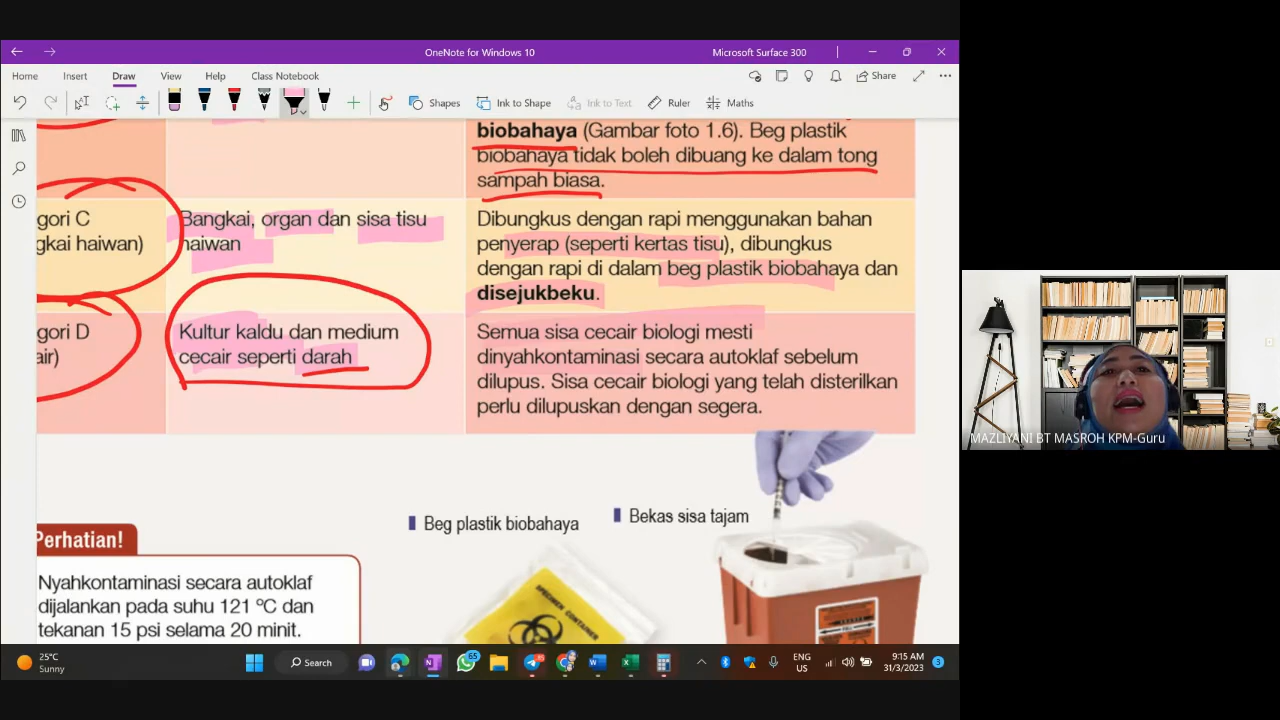 OneNote for Windows 10
Microsoft Surface 300
Home Insert Draw View Help Class Notebook
Share
Shapes Ink to Shape Ink to Text Ruler Maths
biobahaya (Gambar foto 1.6). Beg plastik
biobahaya tidak boleh dibuang ke dalam tong
sampah biasa.
gori C
gkai haiwan)
Bangkai, organ dan sisa tisu
haiwan
Dibungkus dengan rapi menggunakan bahan
penyerap (seperti kertas tisu), dibungkus
dengan rapi di dalam beg plastik biobahaya dan
disejukbeku.
gori D
air)
Kultur kaldu dan medium
cecair seperti darah
Semua sisa cecair biologi mesti
dinyahkontaminasi secara autoklaf sebelum
dilupus. Sisa cecair biologi yang telah disterilkan
perlu dilupuskan dengan segera.
Beg plastik biobahaya
Bekas sisa tajam
Perhatian!
Nyahkontaminasi secara autoklaf
dijalankan pada suhu 121 ºC dan
tekanan 15 psi selama 20 minit.
SPECIMEN CONTAINER
MAZLIYANI BT MASROH KPM-Guru
25°C
Sunny
Search
65
ENG
US
9:15 AM
31/3/2023
3